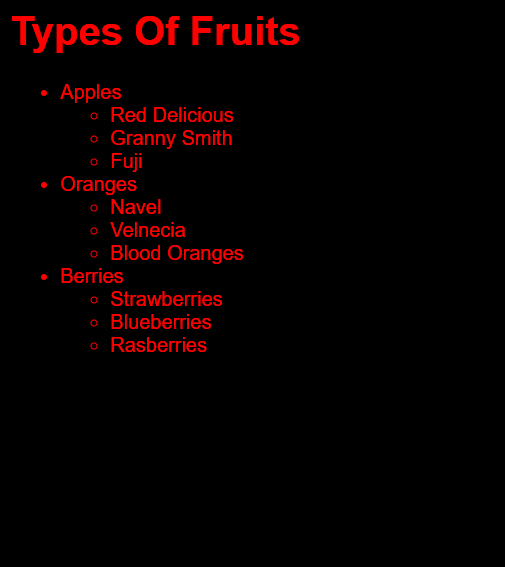 Types Of Fruits
Apples
Red Delicious
Granny Smith
Fuji
Oranges
Navel
Velnecia
Blood Oranges
Berries
Strawberries
Blueberries
Rasberries